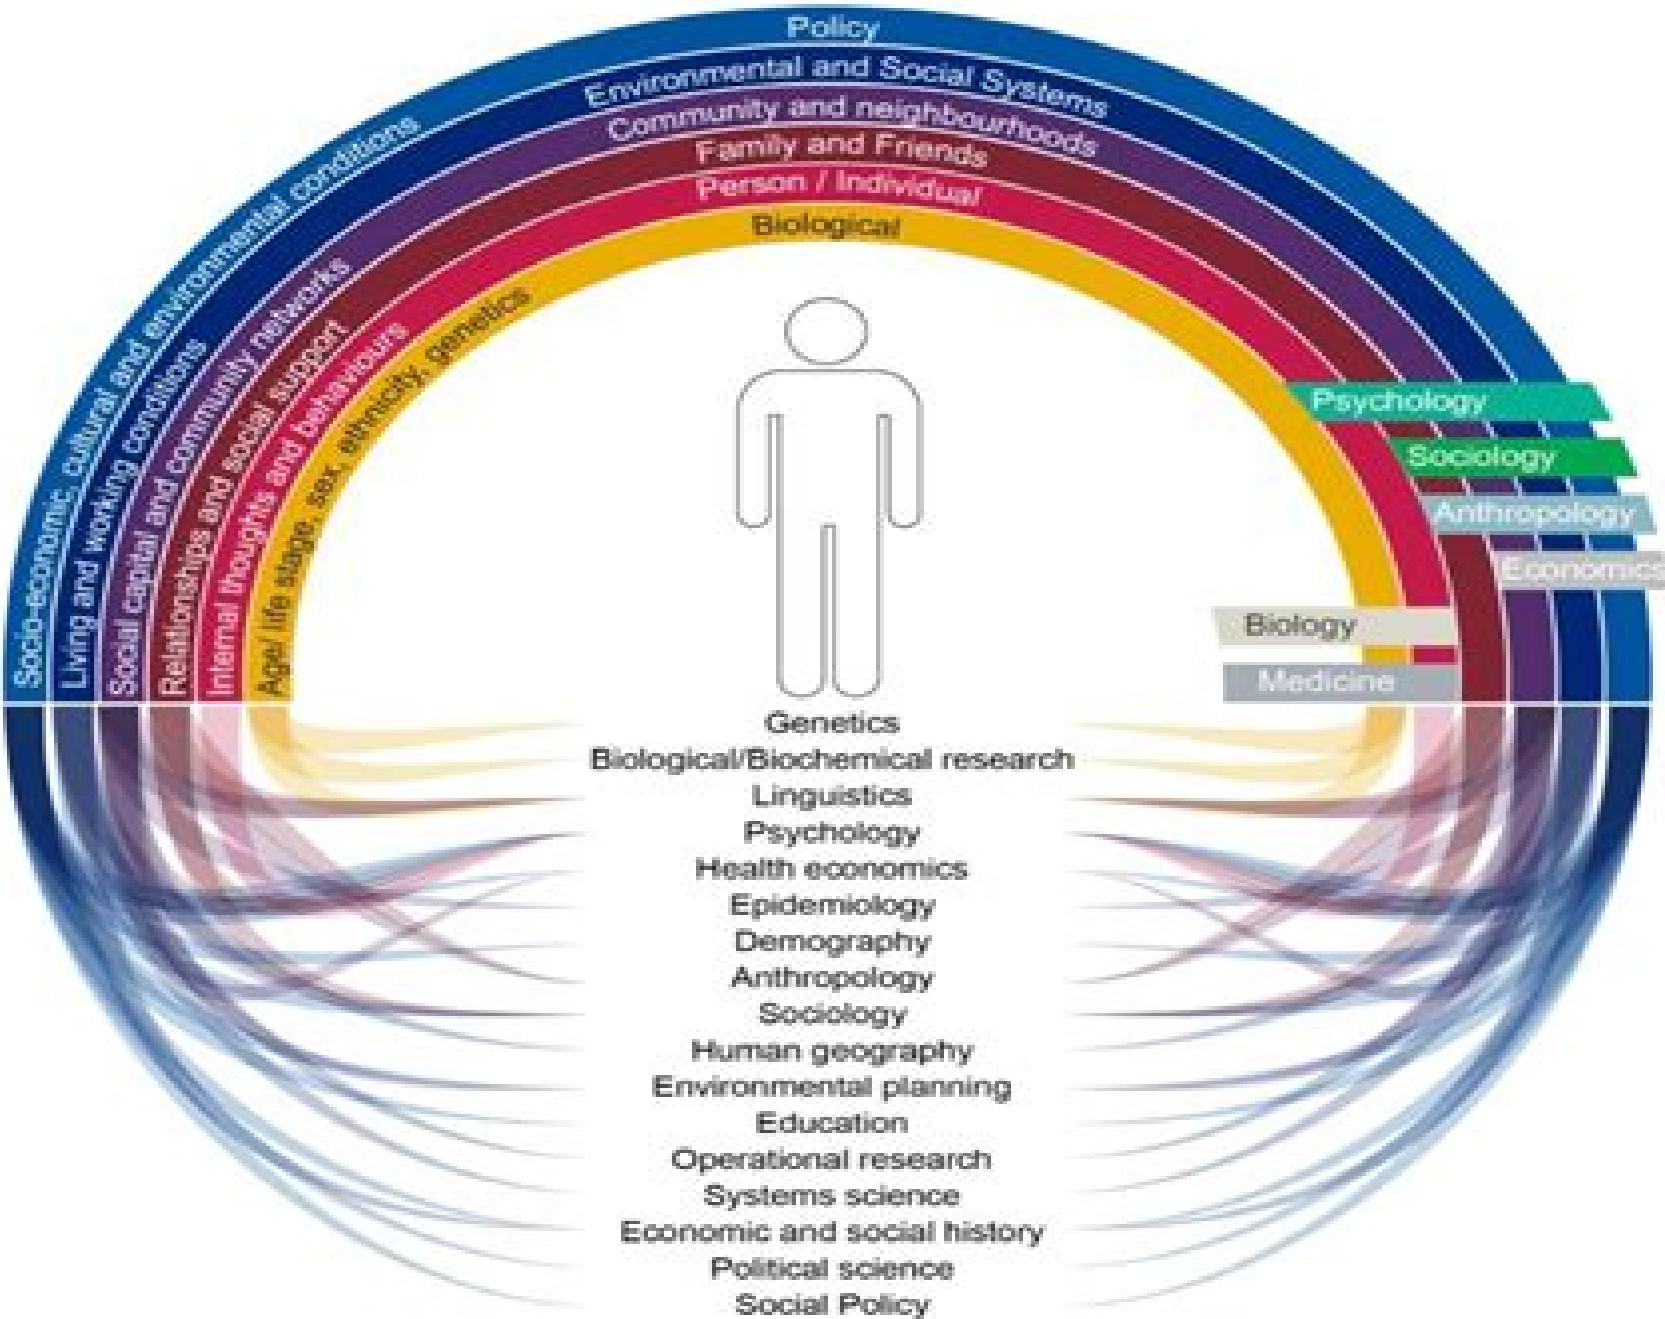 Policy
Environmental and Social Systems
Community and neighbourhoods
Family and Friends
Person / Individual
Biological
Socio-economic, cultural and environmental conditions
Living and working conditions
Social capital and community networks
Relationships and social support
Internal thoughts and behaviours
Age/ life stage, sex, ethnicity, genetics
Psychology
Sociology
Anthropology
Economics
Biology
Medicine
Genetics
Biological/Biochemical research
Linguistics
Psychology
Health economics
Epidemiology
Demography
Anthropology
Sociology
Human geography
Environmental planning
Education
Operational research
Systems science
Economic and social history
Political science
Social Policy